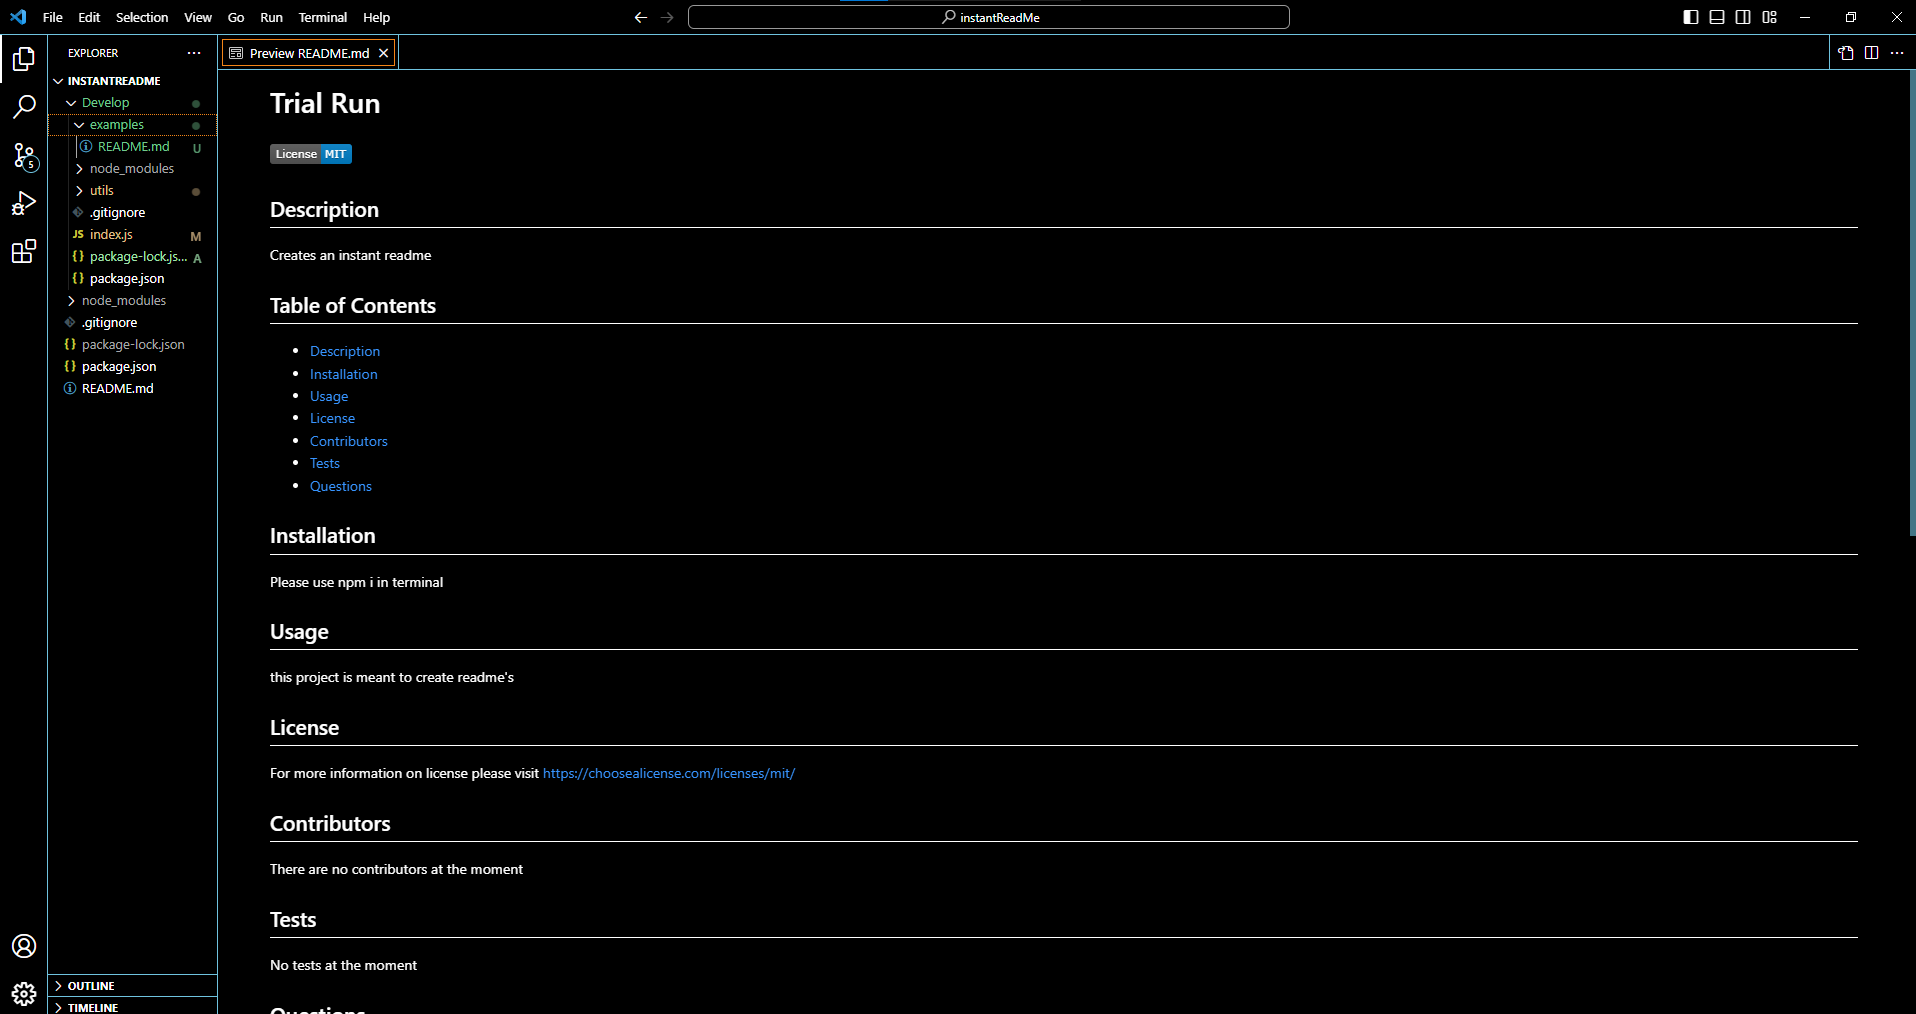 File Edit Selection View Go Run Terminal Help
instantReadMe
EXPLORER
Preview README.md
INSTANTREADME
Develop
examples
README.md U
node_modules
utils
.gitignore
JS index.js M
{} package-lock.js... A
{} package.json
node_modules
.gitignore
{} package-lock.json
{} package.json
README.md
5
OUTLINE
TIMELINE
Trial Run
License MIT
Description
Creates an instant readme
Table of Contents
• Description
• Installation
• Usage
• License
• Contributors
• Tests
• Questions
Installation
Please use npm i in terminal
Usage
this project is meant to create readme's
License
For more information on license please visit https://choosealicense.com/licenses/mit/
Contributors
There are no contributors at the moment
Tests
No tests at the moment
Questions